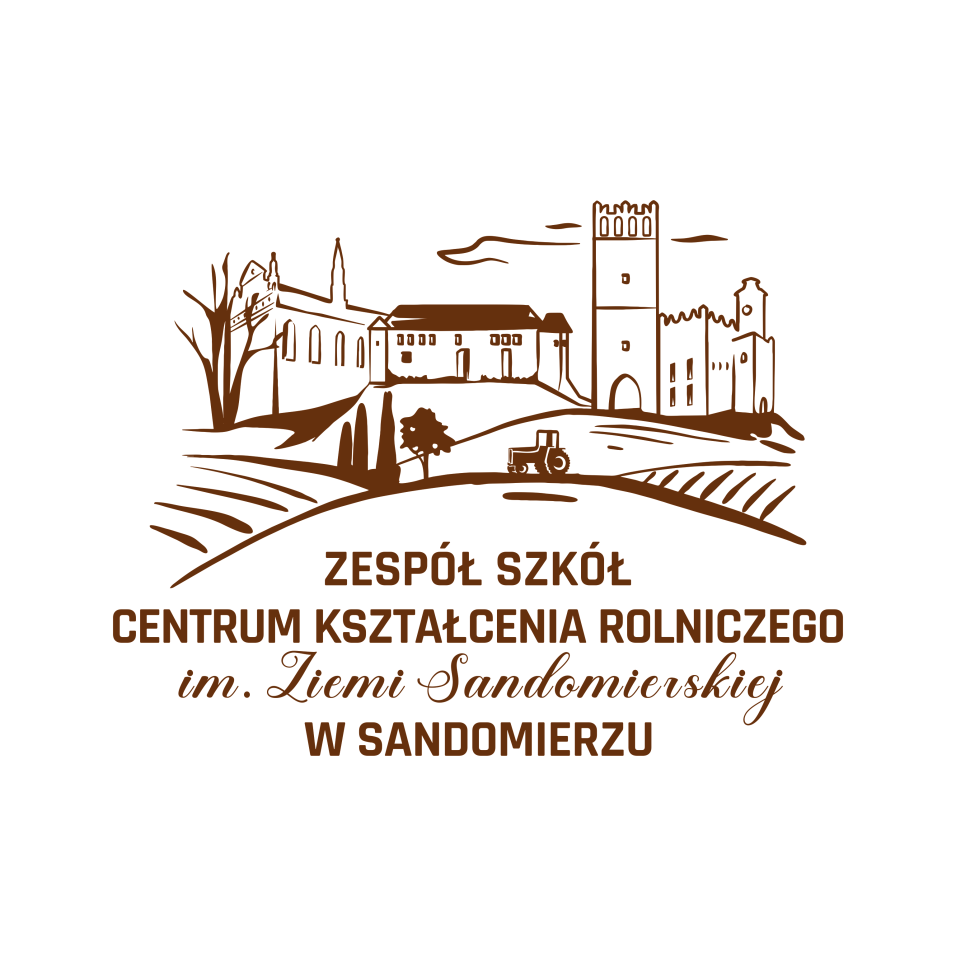 ZESPÓŁ SZKÓŁ
CENTRUM KSZTAŁCENIA ROLNICZEGO
im. Ziemi Sandomierskiej
W SANDOMIERZU